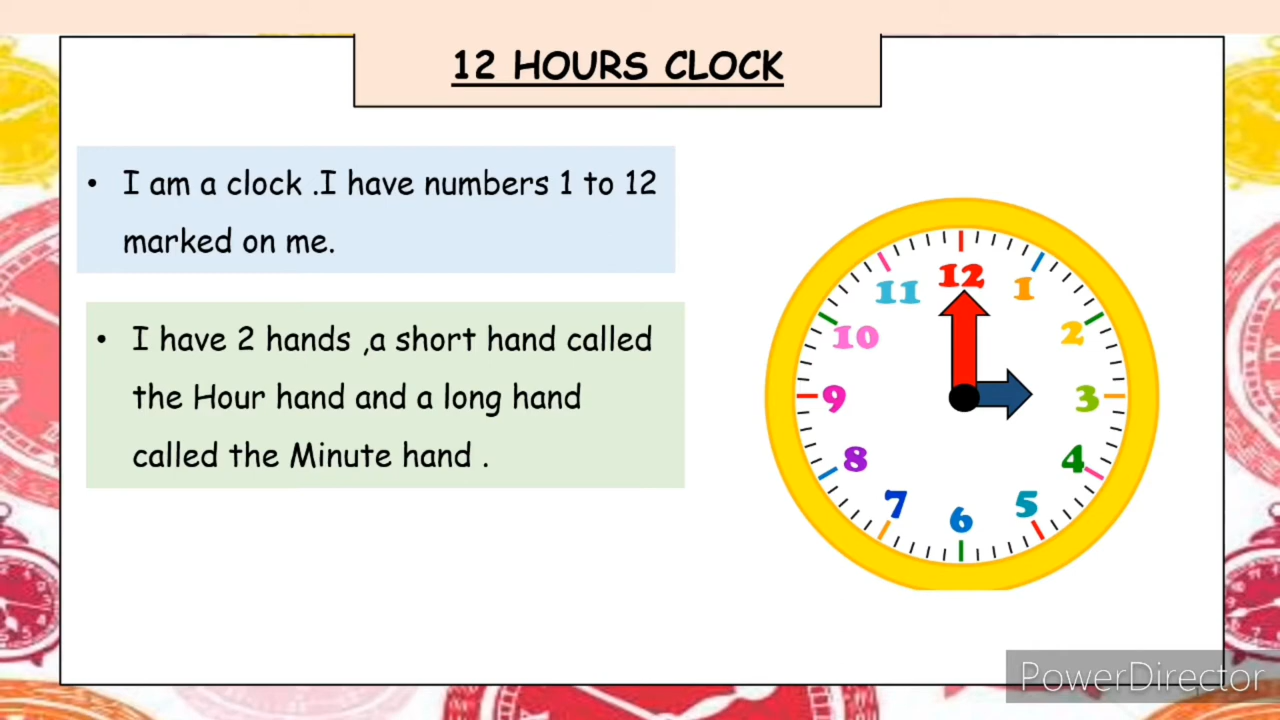 12 HOURS CLOCK
• I am a clock .I have numbers 1 to 12
marked on me.
• I have 2 hands ,a short hand called
the Hour hand and a long hand
called the Minute hand .
12
1
2
3
4
5
6
7
8
9
10
11
PowerDirector